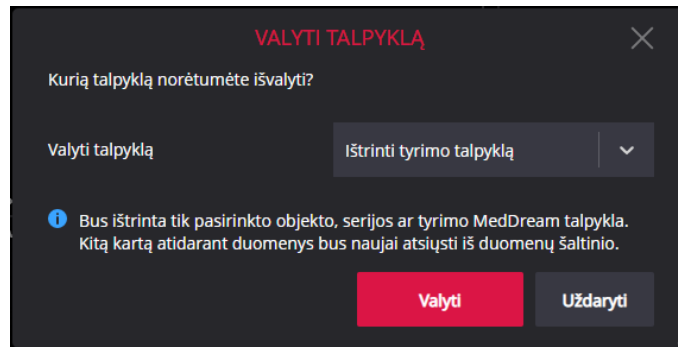 VALYTI TALPYKLĄ
Kurią talpyklą norėtumėte išvalyti?
Valyti talpyklą
Ištrinti tyrimo talpyklą
Bus ištrinta tik pasirinkto objekto, serijos ar tyrimo MedDream talpykla.
Kitą kartą atidarant duomenys bus naujai atsiųsti iš duomenų šaltinio.
Valyti
Uždaryti